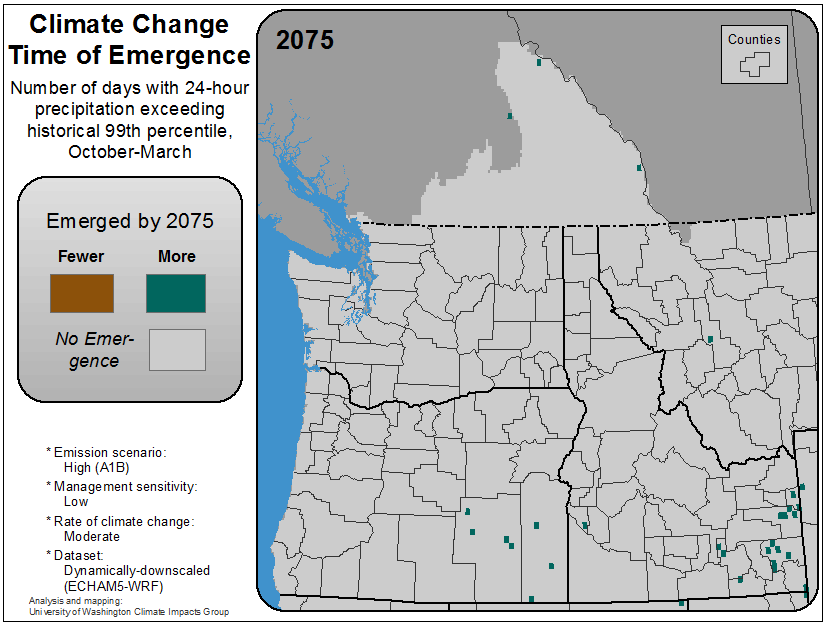 Climate Change
Time of Emergence
Number of days with 24-hour
precipitation exceeding
historical 99th percentile,
October-March
Emerged by 2075
Fewer More
No Emer-
gence
* Emission scenario:
High (A1B)
* Management sensitivity:
Low
* Rate of climate change:
Moderate
* Dataset:
Dynamically-downscaled
(ECHAM5-WRF)
Analysis and mapping:
University of Washington Climate Impacts Group
2075
Counties